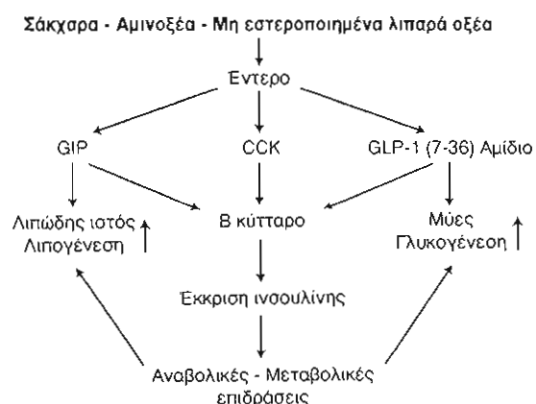 Σάκχαρα - Αμινοξέα - Μη εστεροποιημένα λιπαρά οξέα
Έντερο
GIP CCK GLP-1 (7-36) Αμίδιο
Λιπώδης ιστός
Λιπογένεση
Β κύτταρο
Μύες
Γλυκογένεση
Έκκριση ινσουλίνης
Αναβολικές - Μεταβολικές
επιδράσεις